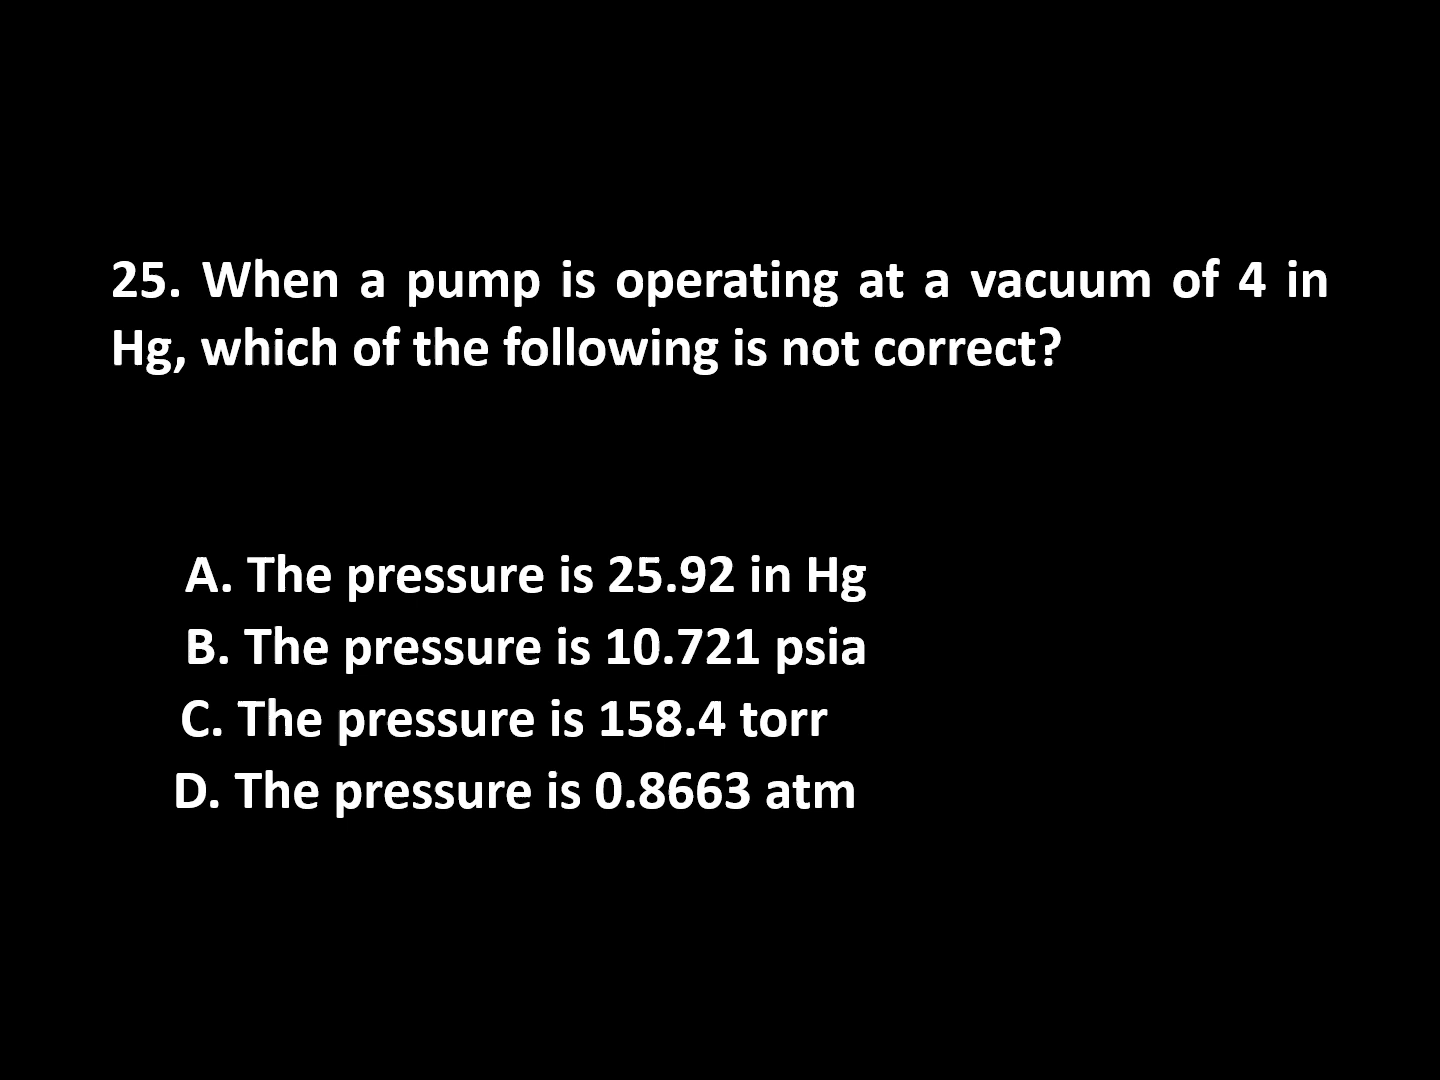 25. When a pump is operating at a vacuum of 4 in
Hg, which of the following is not correct?
A. The pressure is 25.92 in Hg
B. The pressure is 10.721 psia
C. The pressure is 158.4 torr
D. The pressure is 0.8663 atm